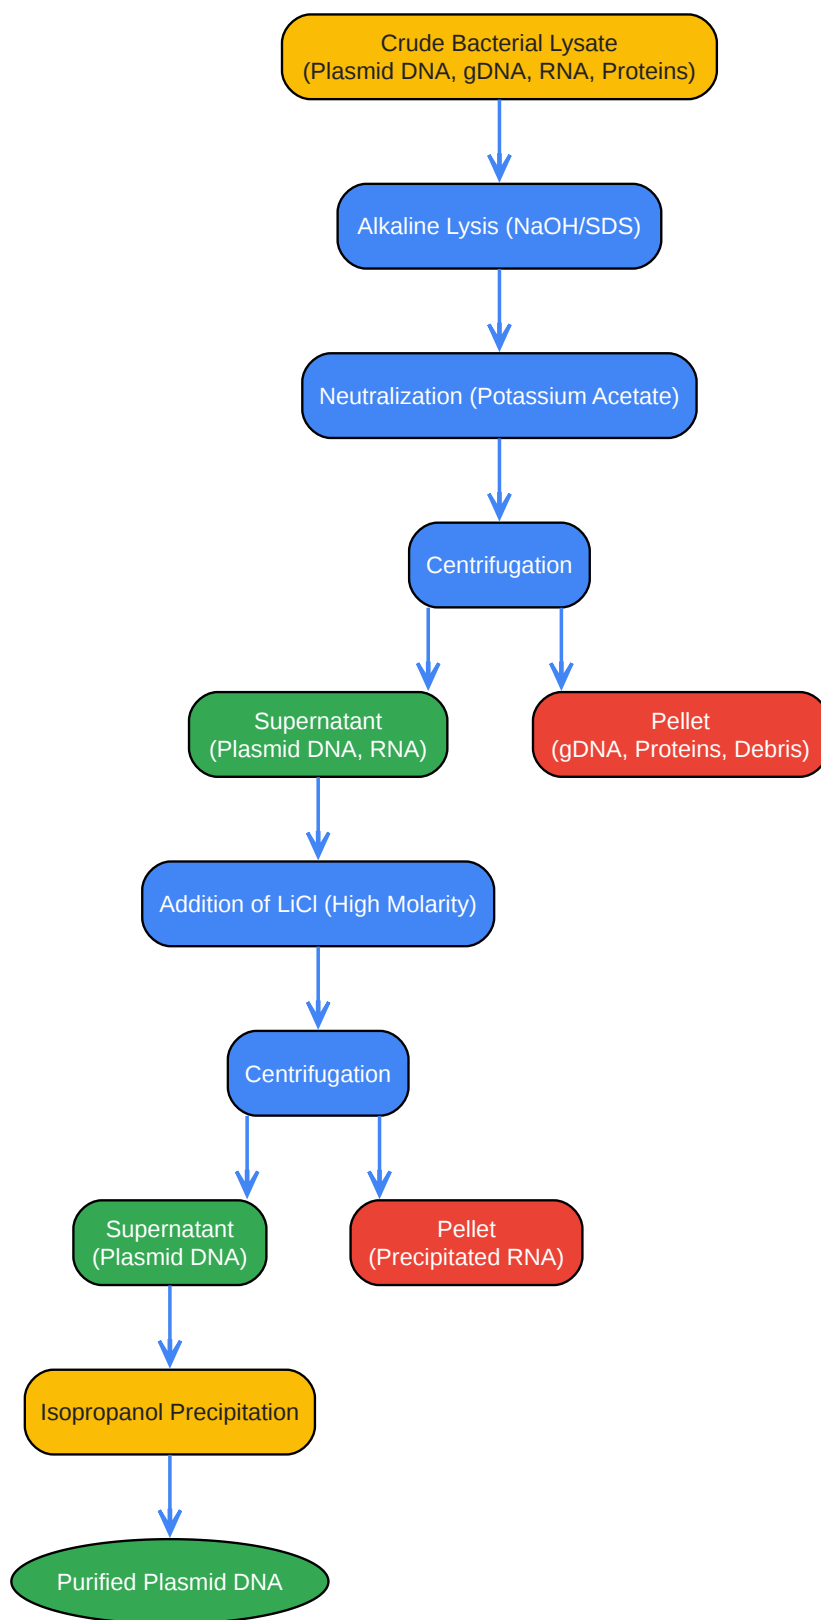 Crude Bacterial Lysate
(Plasmid DNA, gDNA, RNA, Proteins)
Alkaline Lysis (NaOH/SDS)
Neutralization (Potassium Acetate)
Centrifugation
Supernatant
(Plasmid DNA, RNA)
Pellet
(gDNA, Proteins, Debris)
Addition of LiCl (High Molarity)
Centrifugation
Supernatant
(Plasmid DNA)
Pellet
(Precipitated RNA)
Isopropanol Precipitation
Purified Plasmid DNA